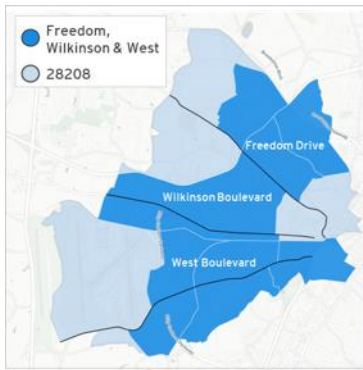 Freedom,
Wilkinson & West
28208
Freedom Drive
Wilkinson Boulevard
West Boulevard